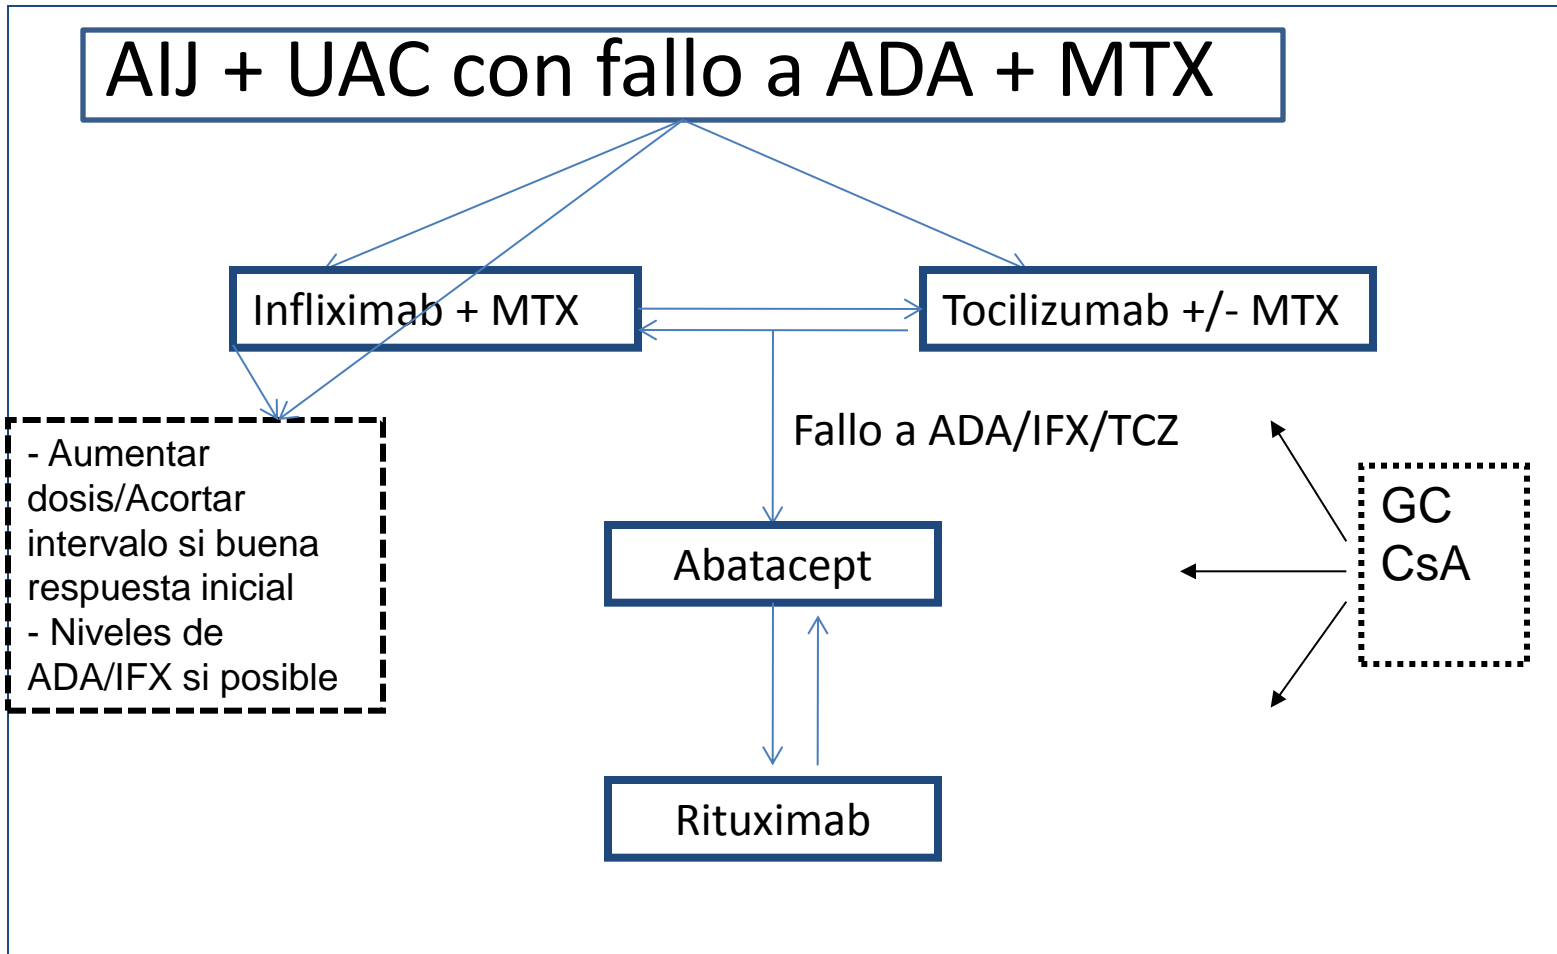 AIJ + UAC con fallo a ADA + MTX
Infliximab + MTX
Tocilizumab +/- MTX
Fallo a ADA/IFX/TCZ
- Aumentar
dosis/Acortar
intervalo si buena
respuesta inicial
- Niveles de
ADA/IFX si posible
GC
CsA
Abatacept
Rituximab